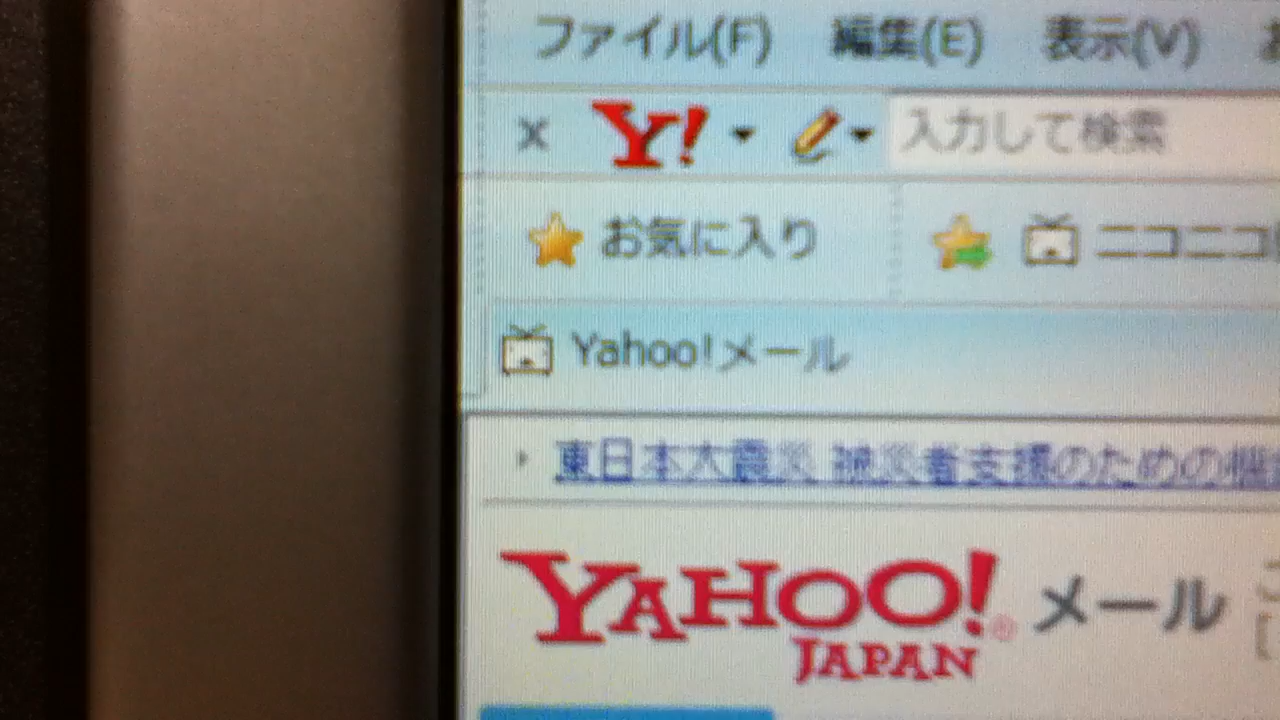 ファイル(F) 編集(E) 表示(V)
× Y! 入力して検索
お気に入り ニコニコ
Yahoo!メール
東日本大震災 被災者支援のための
YAHOO! メール
JAPAN